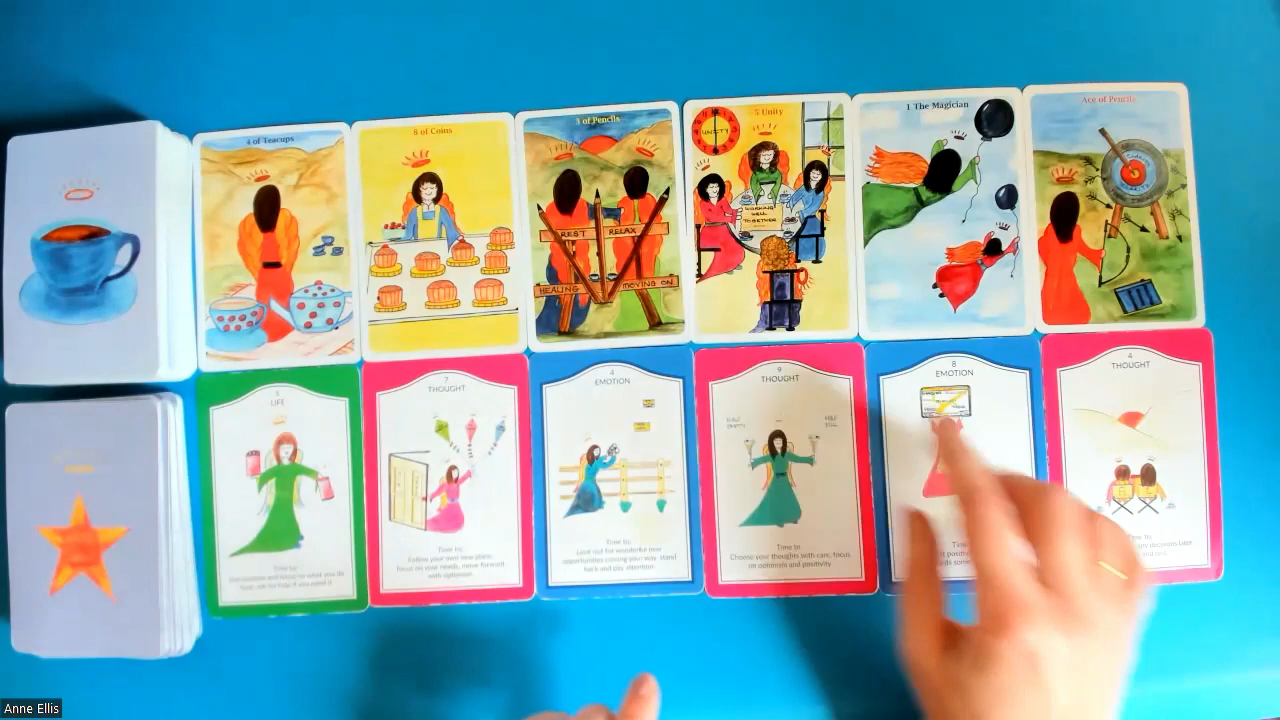 4 of Teacups
8 of Coins
3 of Pencils
REST RELAX
HEALING MOVING ON
5 Unity
UNITY
WORKING
WELL
TOGETHER
1 The Magician
Ace of Pencils
LIFE
7
THOUGHT
4
EMOTION
9
THOUGHT
HALF
EMPTY
HALF
FULL
8
EMOTION
4
THOUGHT
Time to:
Time to:
Follow your own new plans,
focus on your needs, move forward
with optimism
Time to:
Look out for wonderful new
opportunities coming your way. Stand
back and pay attention.
Time to:
Choose your thoughts with care, focus
on optimism and positivity
Anne Ellis